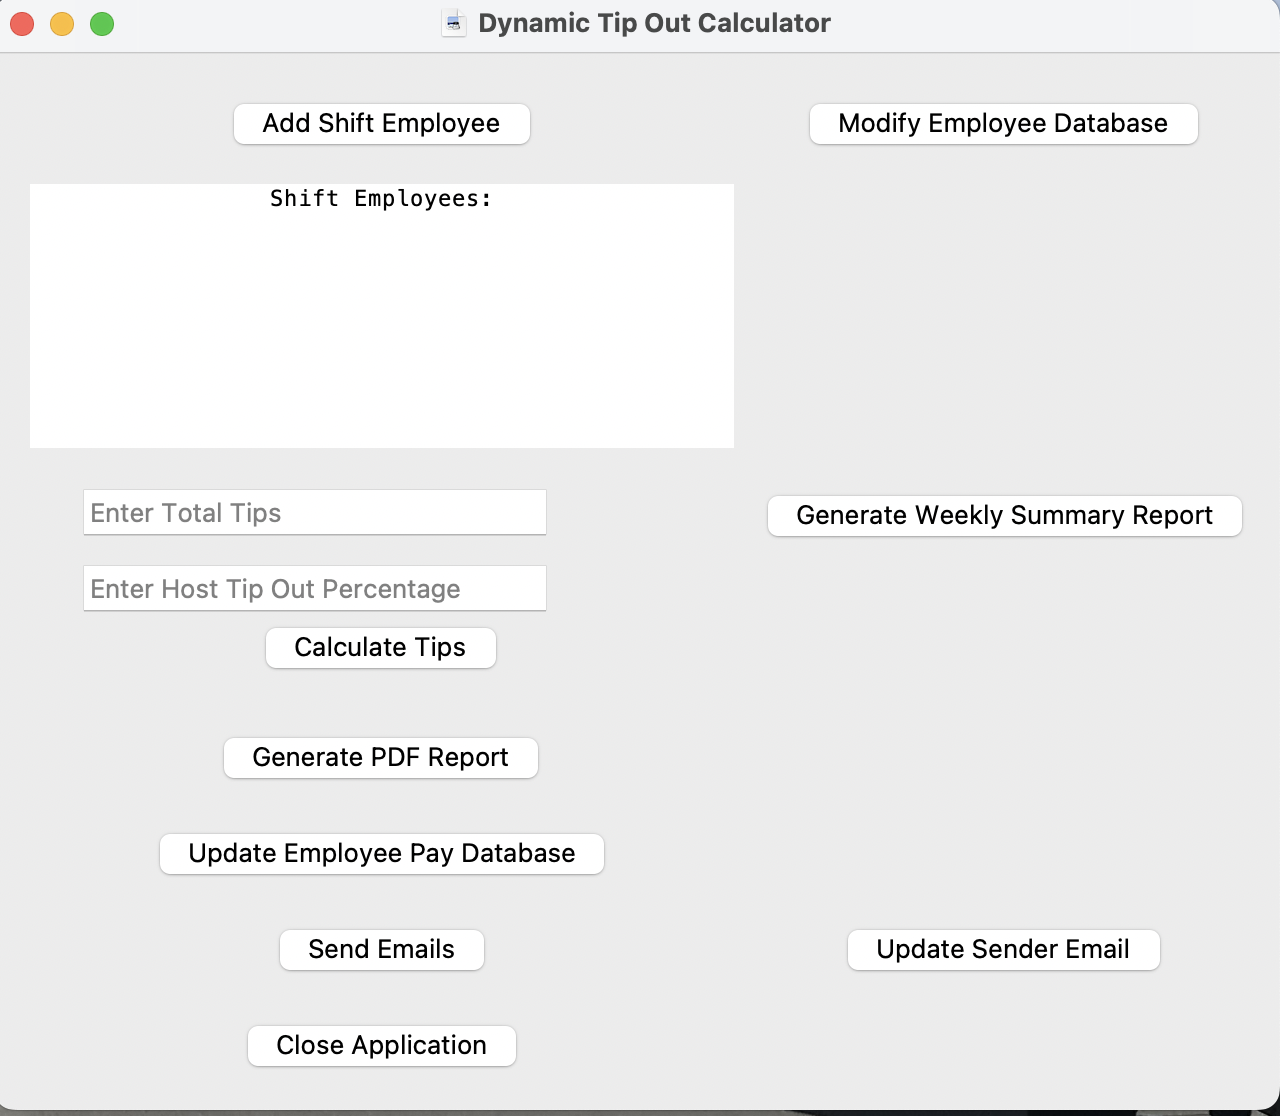 Dynamic Tip Out Calculator
Add Shift Employee
Modify Employee Database
Shift Employees:
Enter Total Tips
Generate Weekly Summary Report
Enter Host Tip Out Percentage
Calculate Tips
Generate PDF Report
Update Employee Pay Database
Send Emails
Update Sender Email
Close Application